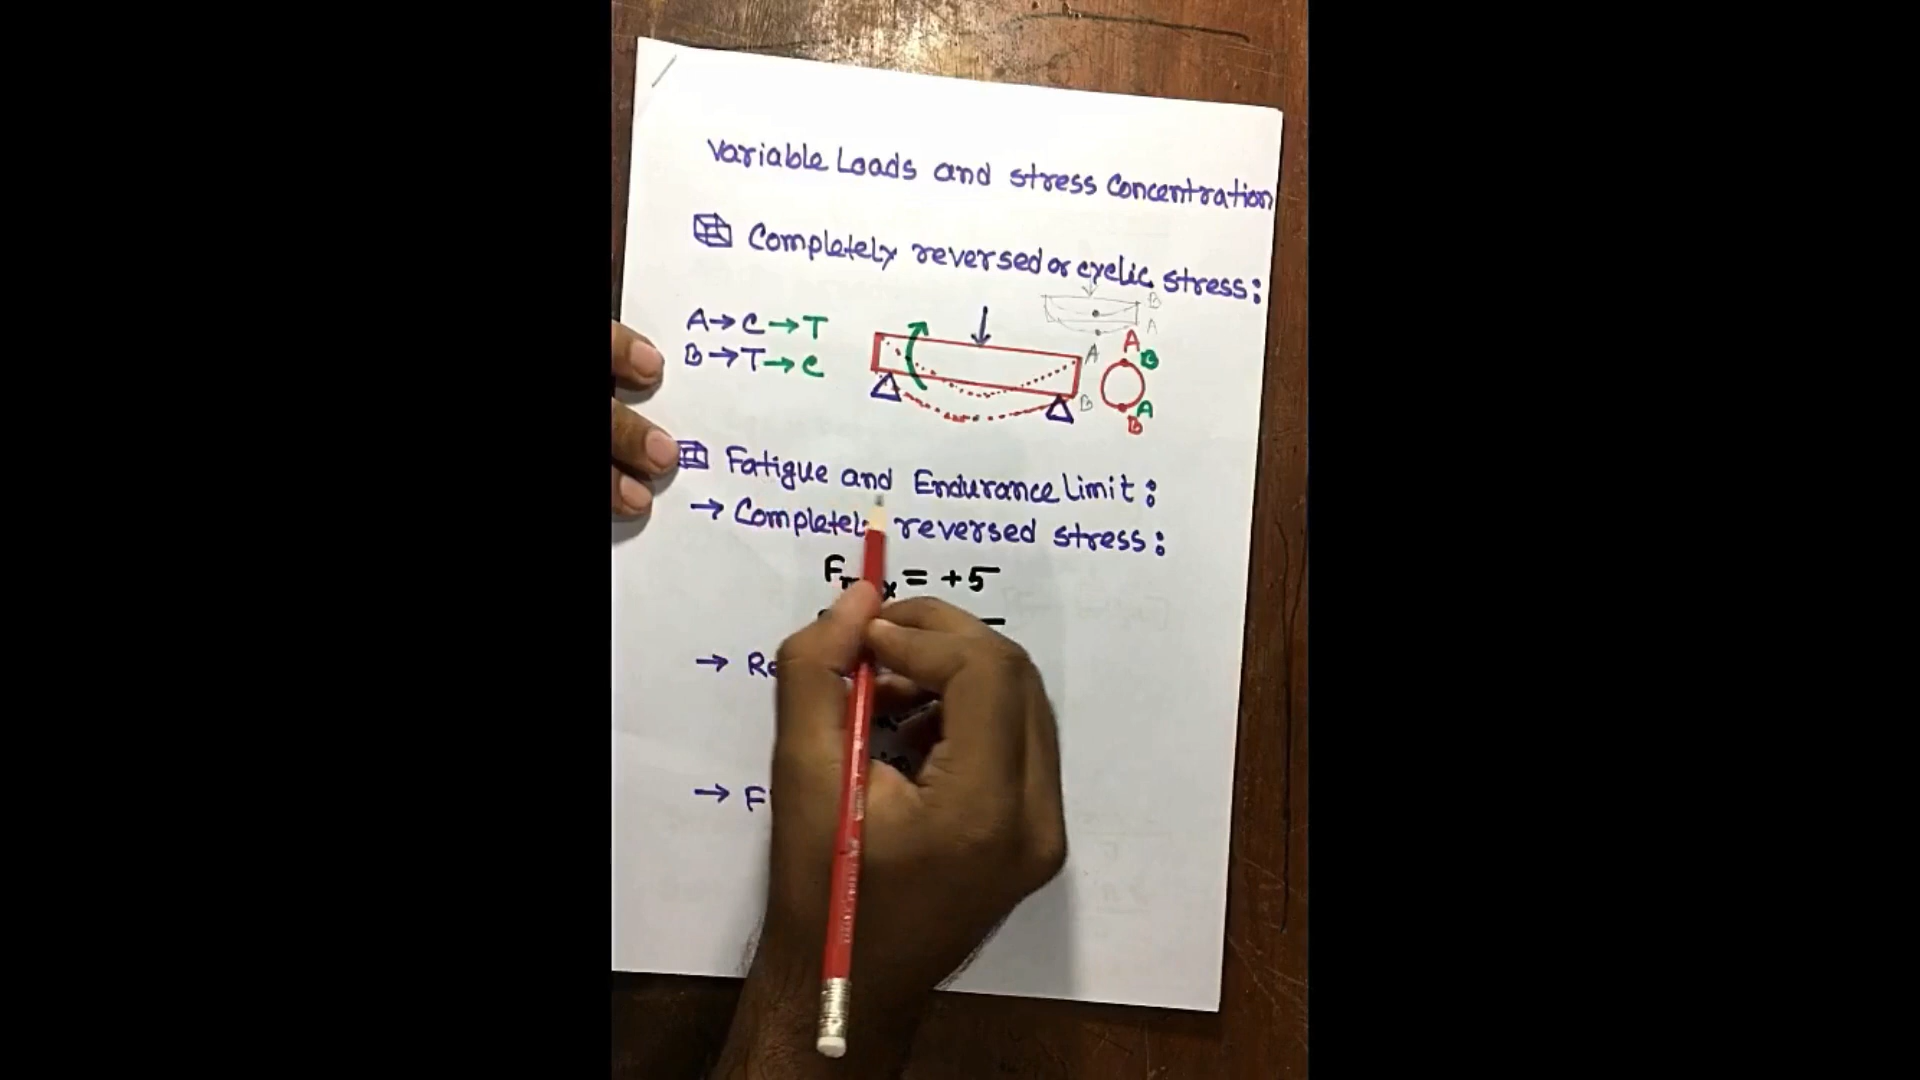 Variable Loads and stress concentration
Completely reversed or cyclic stress:
A→C→T
B→T→C
B
A
A
A
B
B
A
B
Fatigue and Endurance Limit:
→ Completely reversed stress:
= +5
→
→